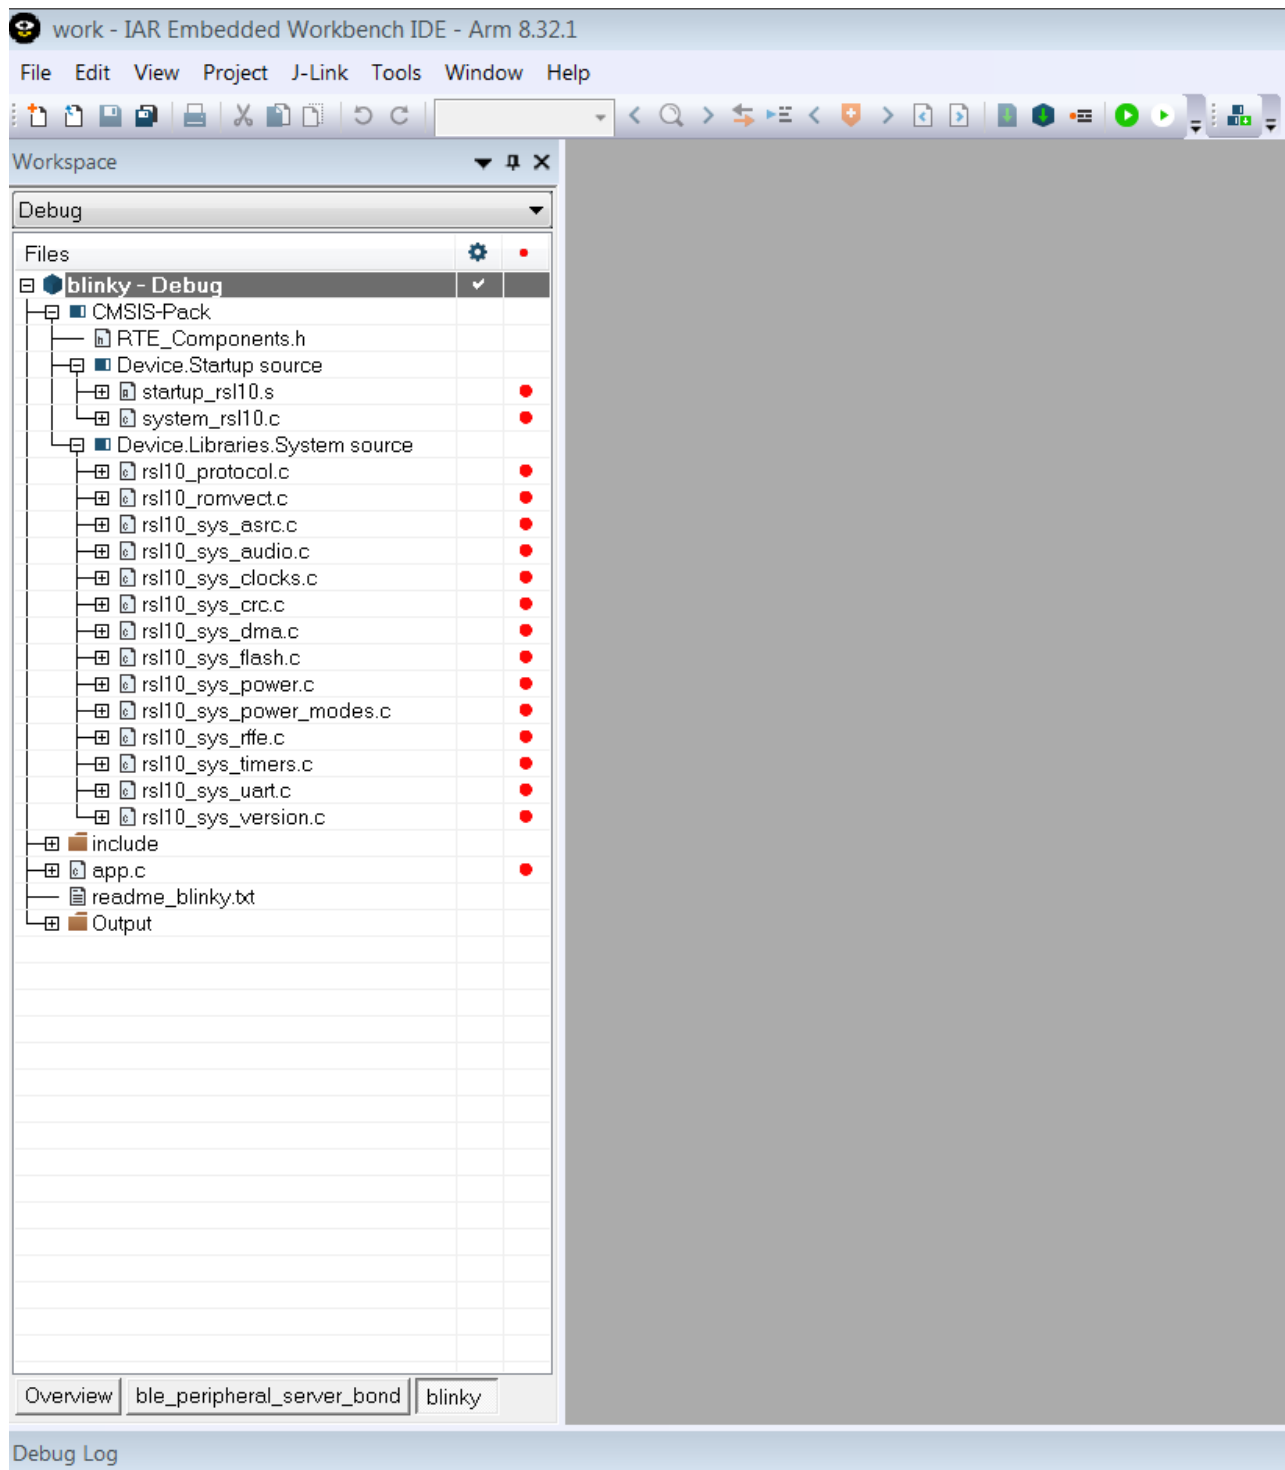 work - IAR Embedded Workbench IDE - Arm 8.32.1
File Edit View Project J-Link Tools Window Help
Workspace
Debug
Files
blinky - Debug
CMSIS-Pack
RTE_Components.h
Device.Startup source
startup_rsl10.s
system_rsl10.c
Device.Libraries.System source
rsl10_protocol.c
rsl10_romvect.c
rsl10_sys_asrc.c
rsl10_sys_audio.c
rsl10_sys_clocks.c
rsl10_sys_crc.c
rsl10_sys_dma.c
rsl10_sys_flash.c
rsl10_sys_power.c
rsl10_sys_power_modes.c
rsl10_sys_rffe.c
rsl10_sys_timers.c
rsl10_sys_uart.c
rsl10_sys_version.c
include
app.c
readme_blinky.txt
Output
Overview ble_peripheral_server_bond blinky
Debug Log